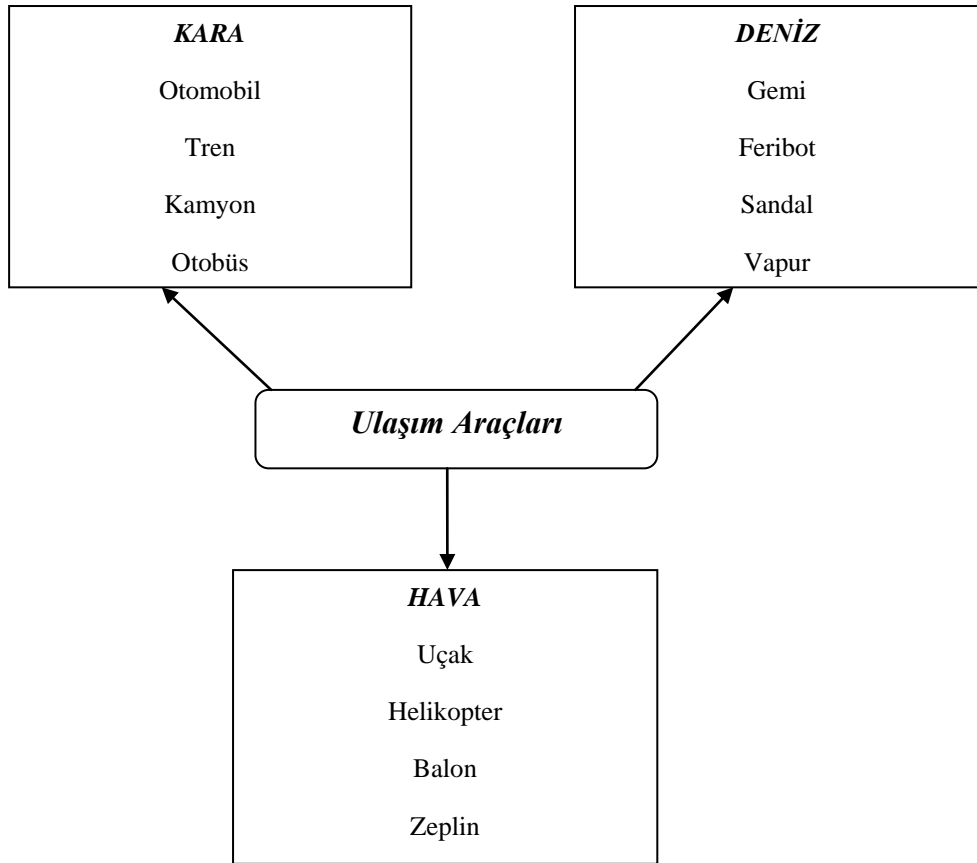 KARA
Otomobil
Tren
Kamyon
Otobüs
DENİZ
Gemi
Feribot
Sandal
Vapur
Ulaşım Araçları
HAVA
Uçak
Helikopter
Balon
Zeplin